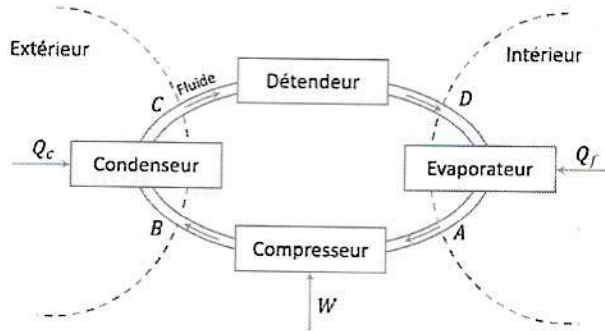 Extérieur
Intérieur
Fluide
Détendeur
C
D
Q_c
Condenseur
Evaporateur
Q_f
B
A
Compresseur
W